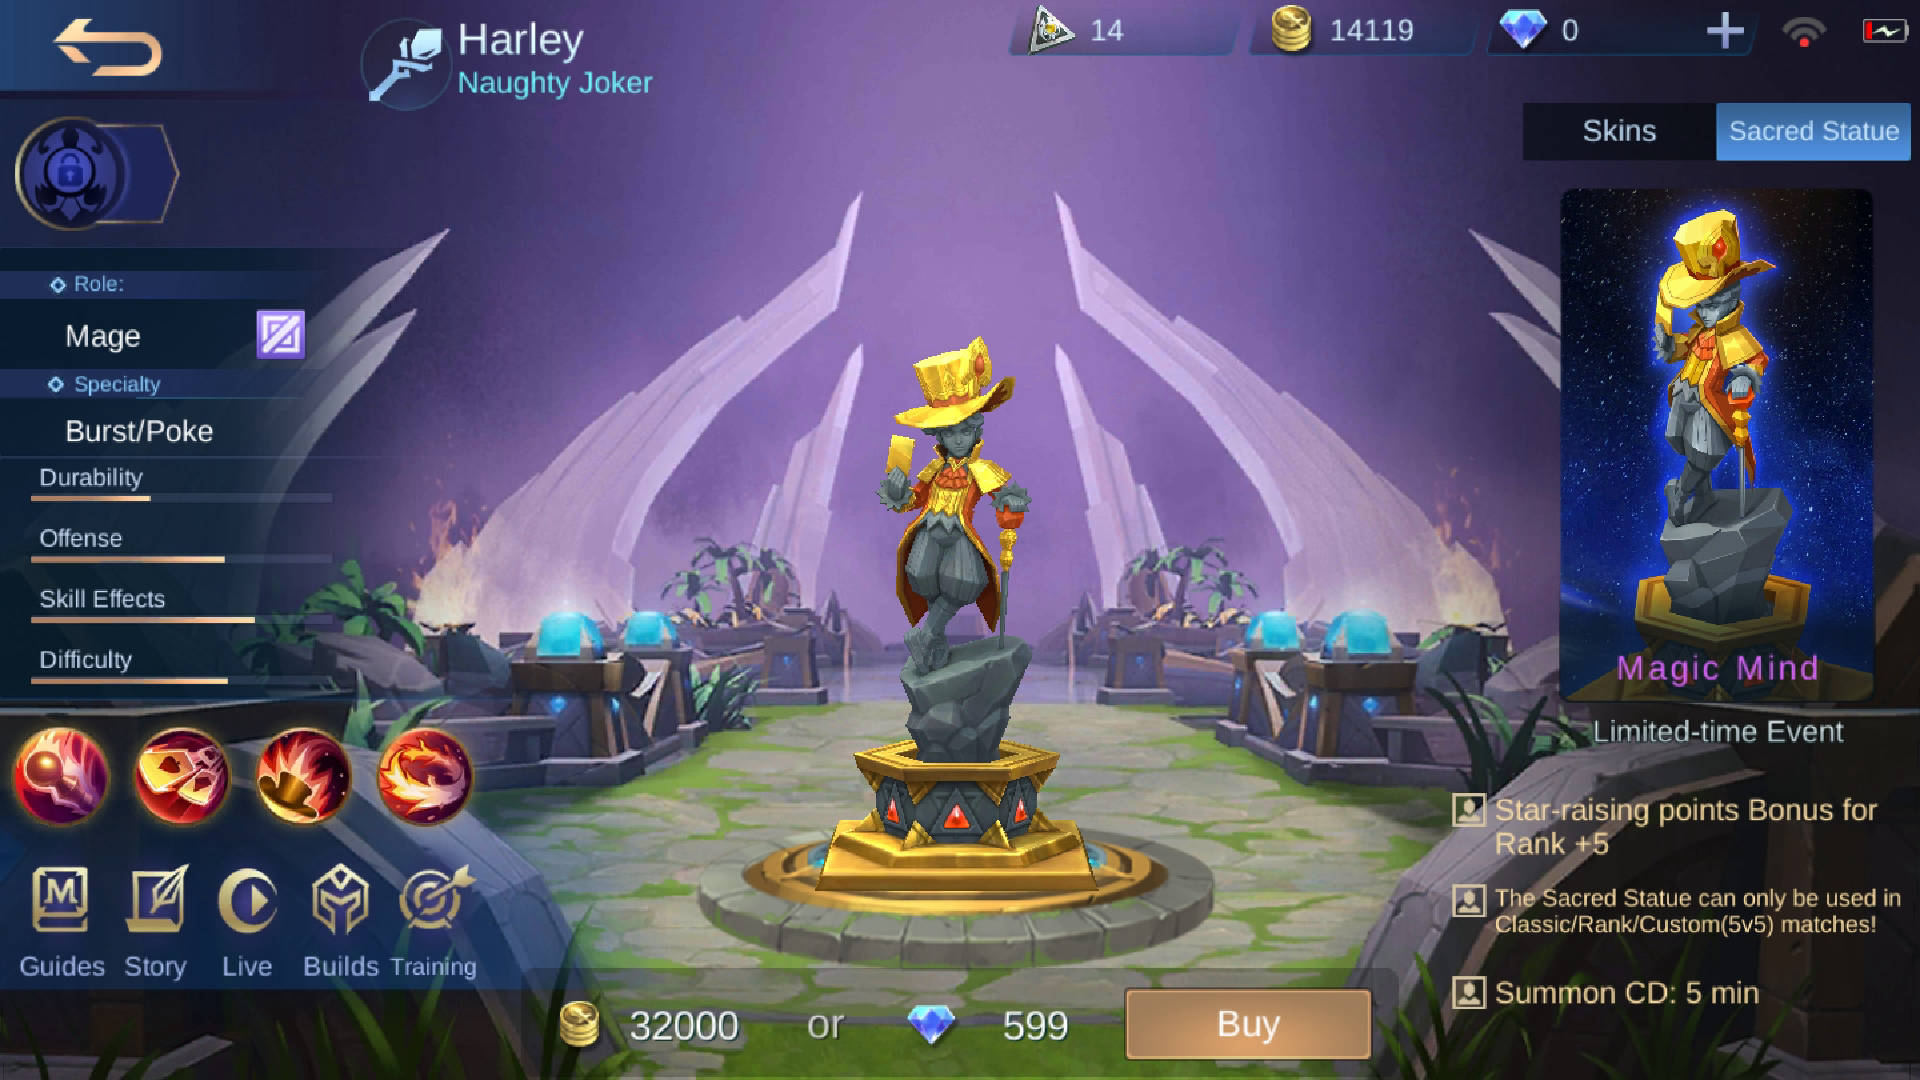 Harley
Naughty Joker
14
14119
0
Skins
Sacred Statue
Role:
Mage
Specialty
Burst/Poke
Durability
Offense
Skill Effects
Difficulty
M
Guides
Story
Live
Builds
Training
Magic Mind
Limited-time Event
Star-raising points Bonus for
Rank +5
The Sacred Statue can only be used in
Classic/Rank/Custom(5v5) matches!
Summon CD: 5 min
32000
or
599
Buy